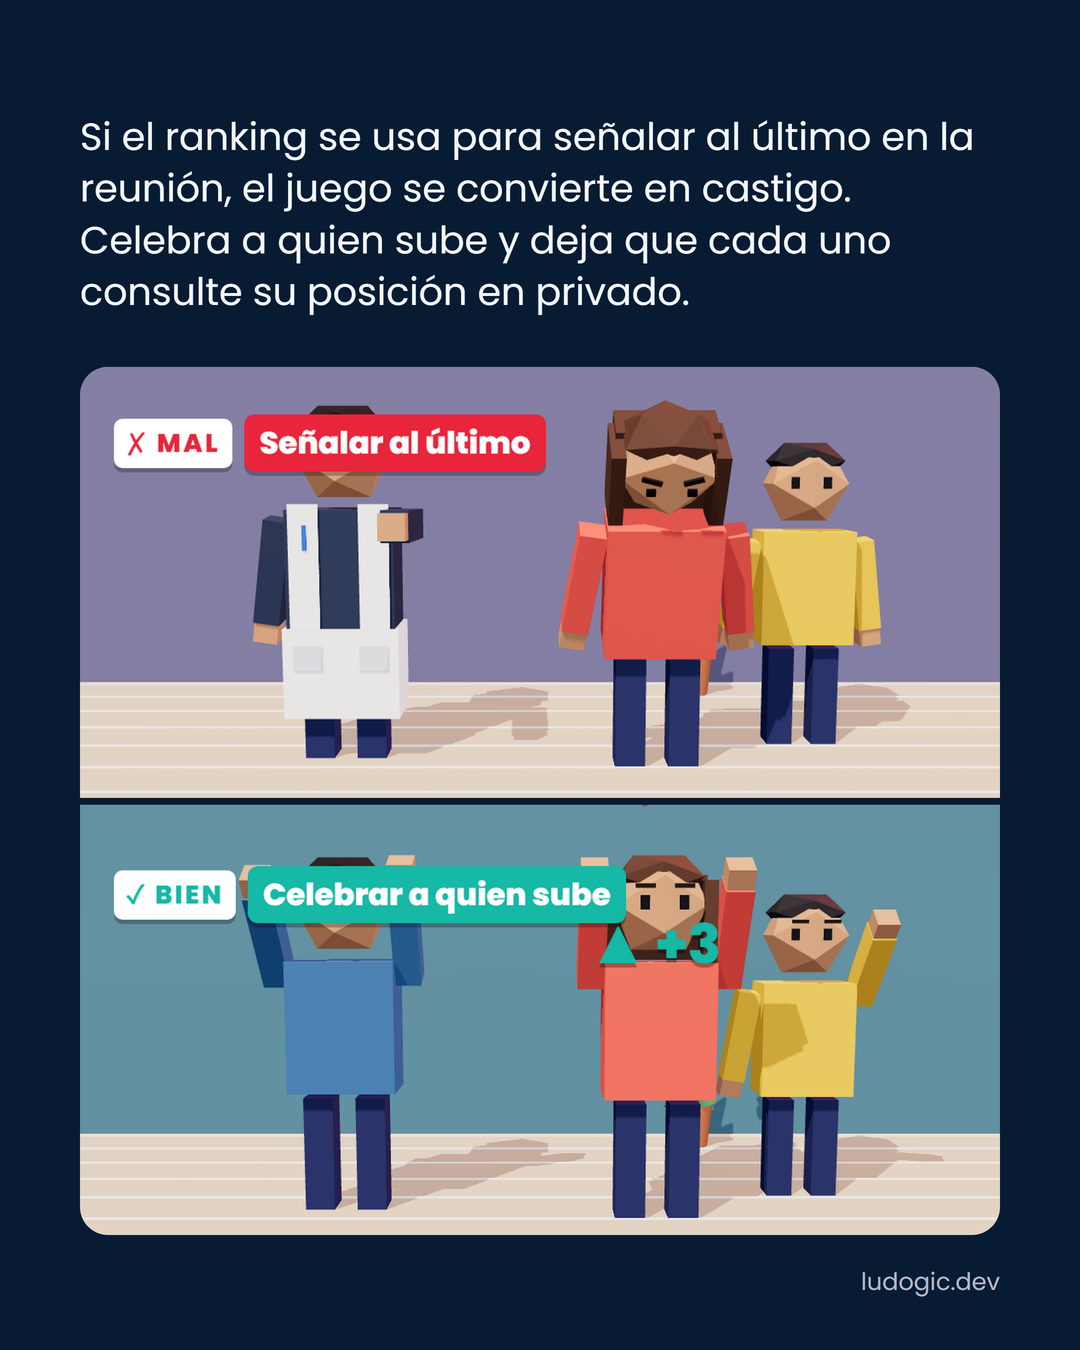 Si el ranking se usa para señalar al último en la
reunión, el juego se convierte en castigo.
Celebra a quien sube y deja que cada uno
consulte su posición en privado.
✗ MAL
Señalar al último
✓ BIEN
Celebrar a quien sube
▲ +3
ludogic.dev